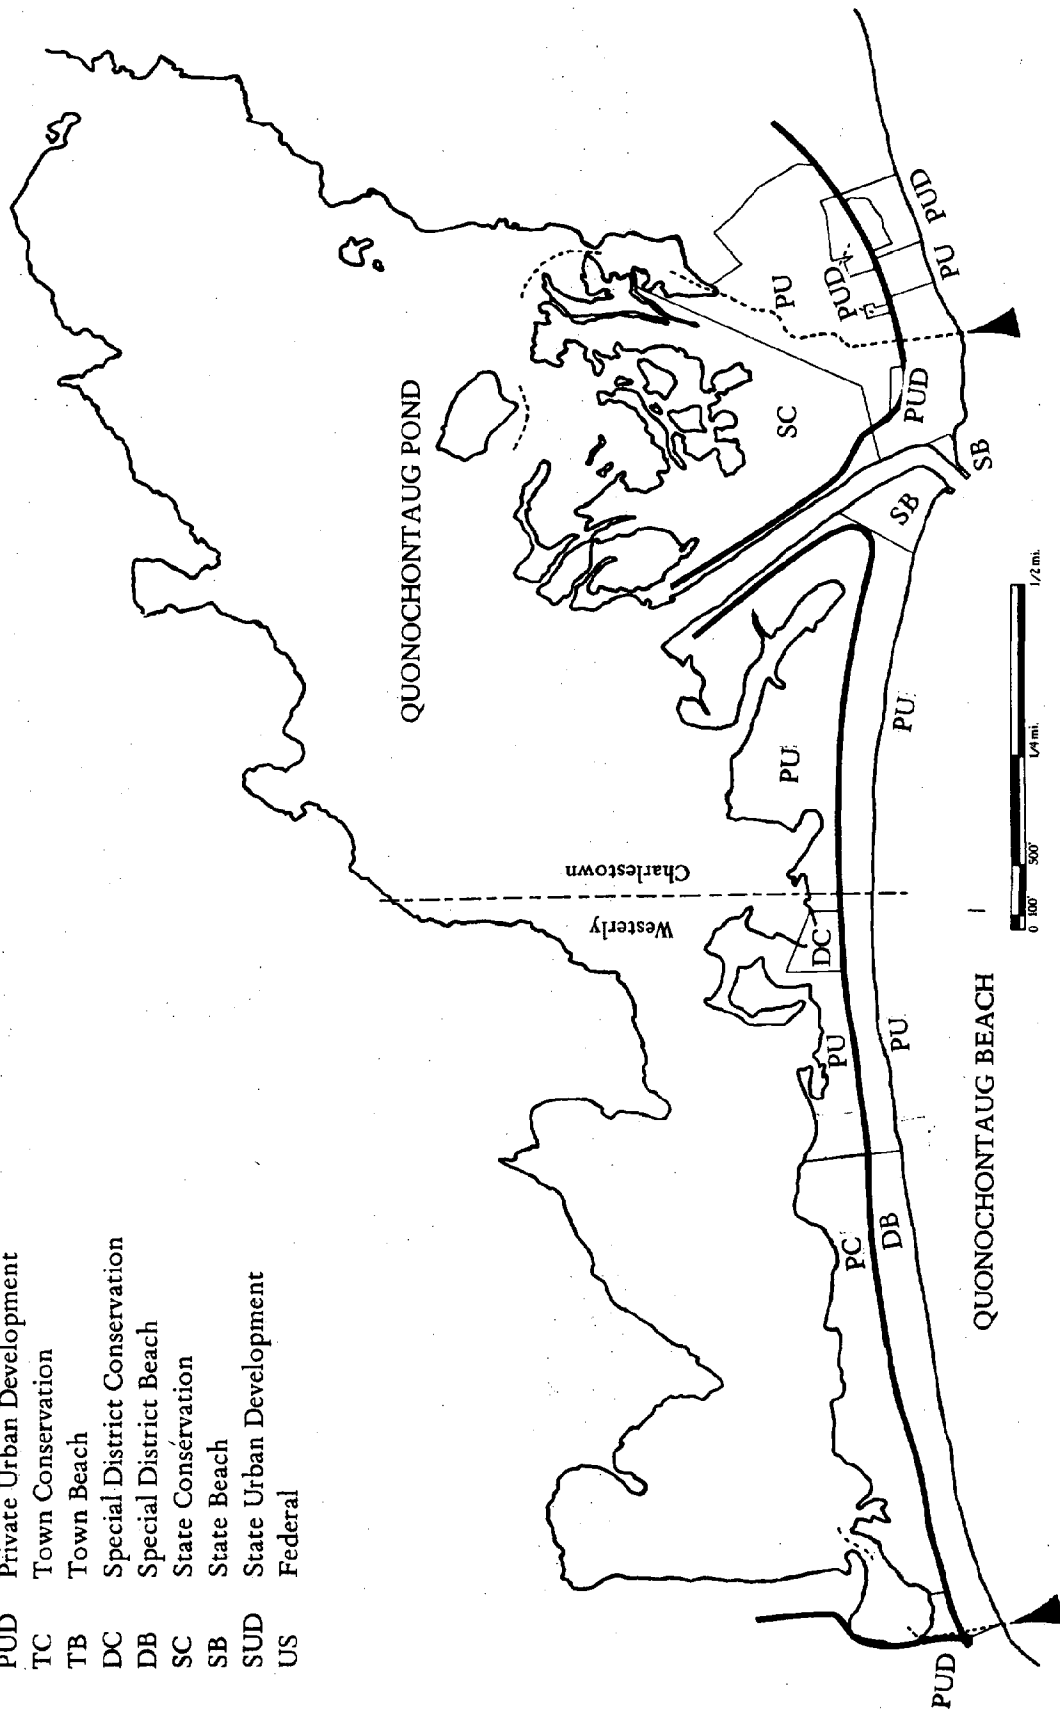 PUD Private Urban Development
TC Town Conservation
TB Town Beach
DC Special District Conservation
DB Special District Beach
SC State Conservation
SB State Beach
SUD State Urban Development
US Federal
QUONOCHONTAUG POND
Westerly
Charlestown
PUD
PC
DB
PU
PU
DC
PU
PU
SB
SB
SC
PUD
PU
PUD
PU
PUD
QUONOCHONTAUG BEACH
0 100' 500' 1/4 mi. 1/2 mi.